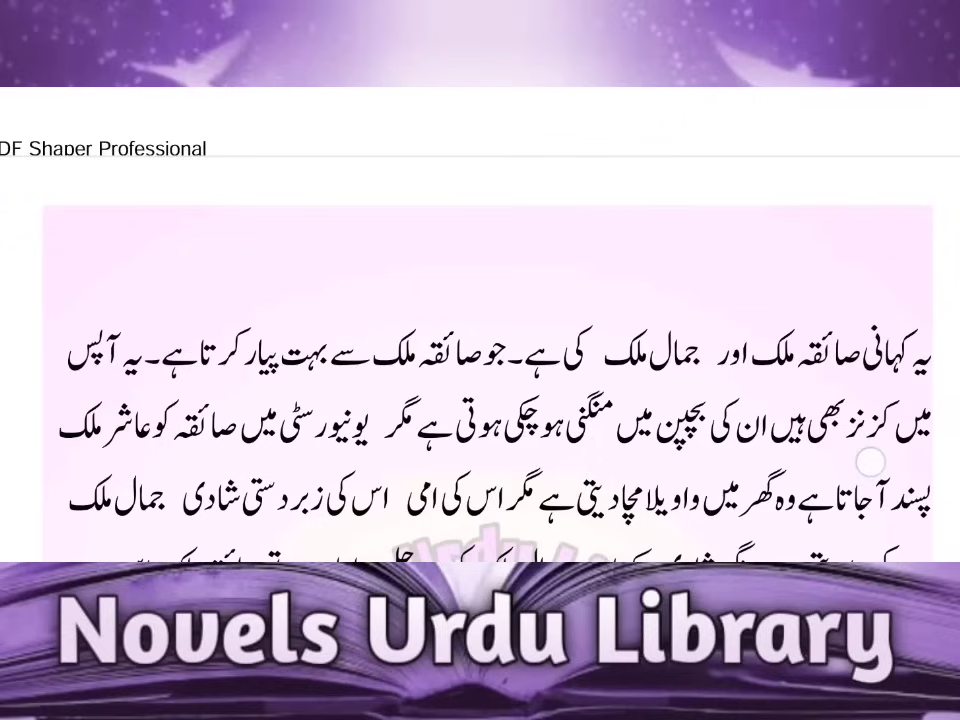 DF Shaper Professional
یہ کہانی صائقہ ملک اور جمال ملک کی ہے۔جو صائقہ ملک سے بہت پیار کرتا ہے۔یہ آپس
میں کزنز بھی ہیں ان کی بچپن میں منگنی ہو چکی ہوتی ہے مگر یونیورسٹی میں صائقہ کو عاشر ملک
پسند آ جاتا ہے وہ گھر میں واویلا مچا دیتی ہے مگر اس کی امی اس کی زبردستی شادی جمال ملک
Novels Urdu Library